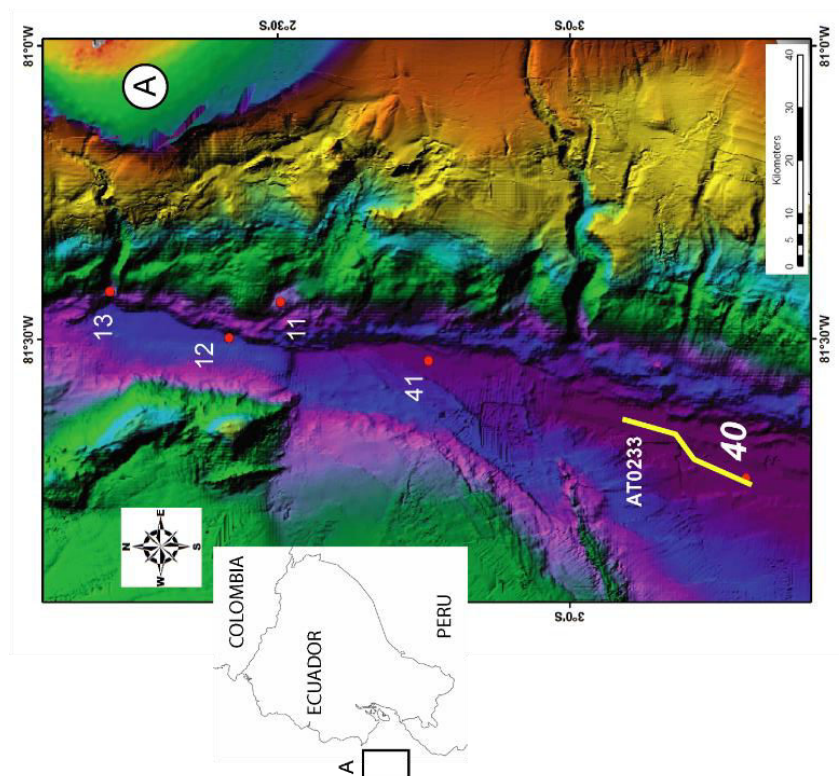 2°30'S
3°0'S
81°0'W
81°0'W
A
0 5 10 20 30 40
Kilometers
13
12
11
81°30'W
81°30'W
41
AT0233
40
N
E
S
W
3°0'S
COLOMBIA
ECUADOR
PERU
A